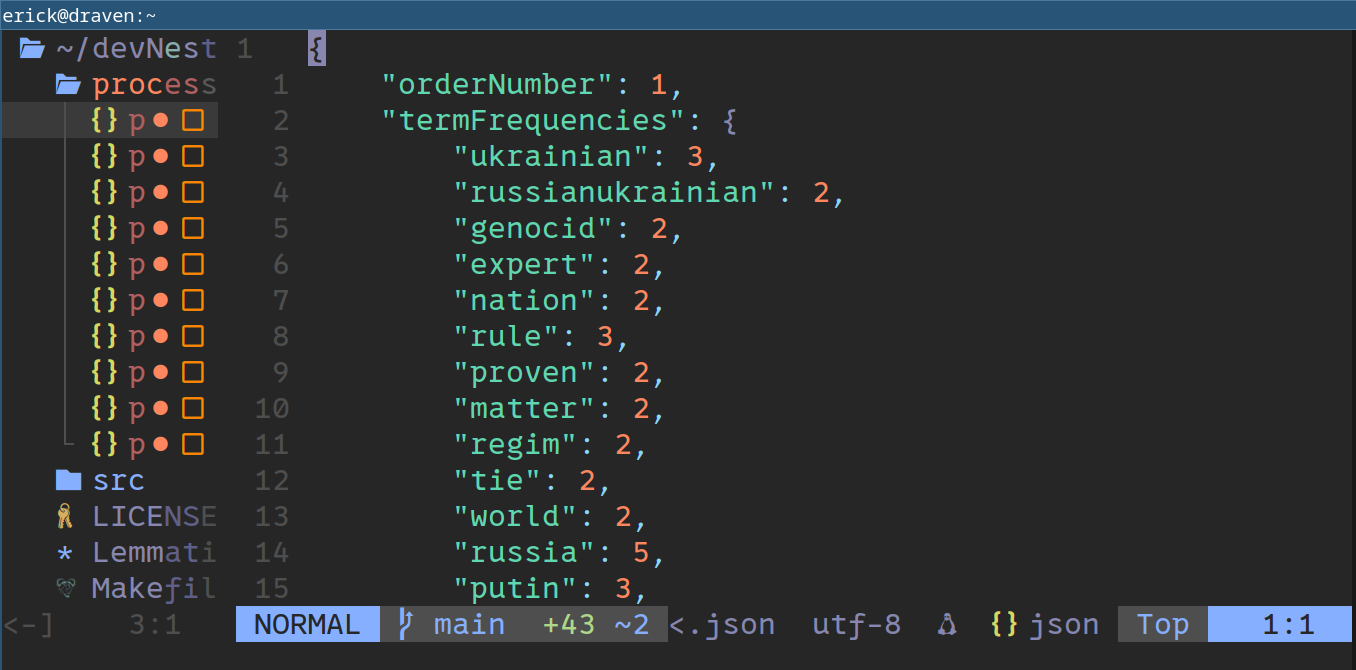 erick@draven:~
~/devNest 1 {
process 1 "orderNumber": 1,
{} p 2 "termFrequencies": {
{} p 3 "ukrainian": 3,
{} p 4 "russianukrainian": 2,
{} p 5 "genocid": 2,
{} p 6 "expert": 2,
{} p 7 "nation": 2,
{} p 8 "rule": 3,
{} p 9 "proven": 2,
{} p 10 "matter": 2,
{} p 11 "regim": 2,
src 12 "tie": 2,
LICENSE 13 "world": 2,
* Lemmati 14 "russia": 5,
Makefil 15 "putin": 3,
<-] 3:1 NORMAL main +43 ~2 <.json utf-8 {} json Top 1:1